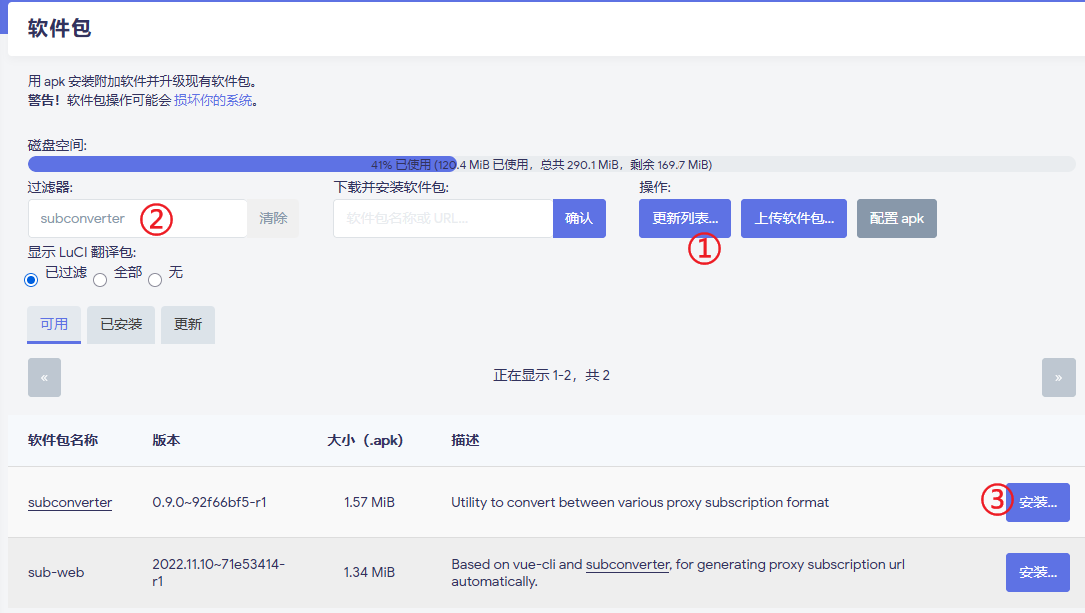 软件包
用 apk 安装附加软件并升级现有软件包。
警告！软件包操作可能会 损坏你的系统。
磁盘空间:
41% 已使用 (120.4 MiB 已使用，总共 290.1 MiB，剩余 169.7 MiB)
过滤器: 下载并安装软件包: 操作:
subconverter ② 清除 软件包名称或 URL... 确认 更新列表... 上传软件包... 配置 apk
①
显示 LuCI 翻译包:
已过滤 全部 无
可用 已安装 更新
« 正在显示 1-2，共 2 »
软件包名称 版本 大小（.apk） 描述
subconverter 0.9.0~92f66bf5-r1 1.57 MiB Utility to convert between various proxy subscription format ③ 安装...
sub-web 2022.11.10~71e53414-r1 1.34 MiB Based on vue-cli and subconverter, for generating proxy subscription url automatically. 安装...